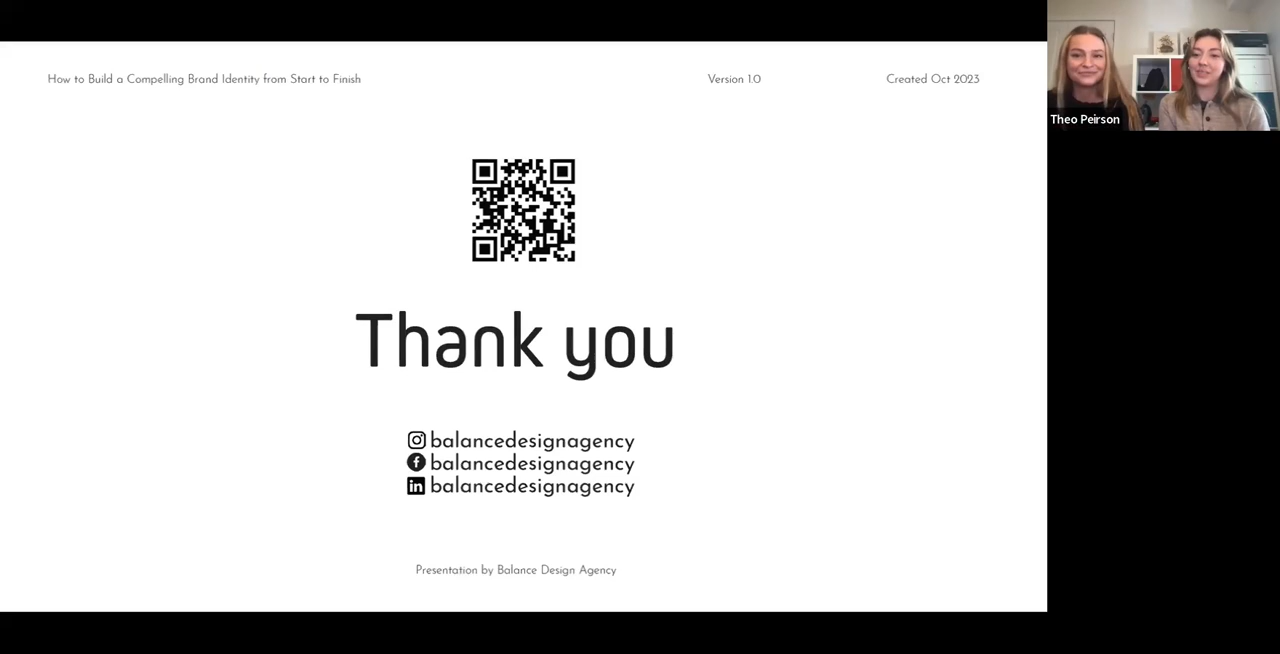 How to Build a Compelling Brand Identity from Start to Finish
Version 1.0
Created Oct 2023
Theo Peirson
Thank you
balancedesignagency
balancedesignagency
balancedesignagency
Presentation by Balance Design Agency